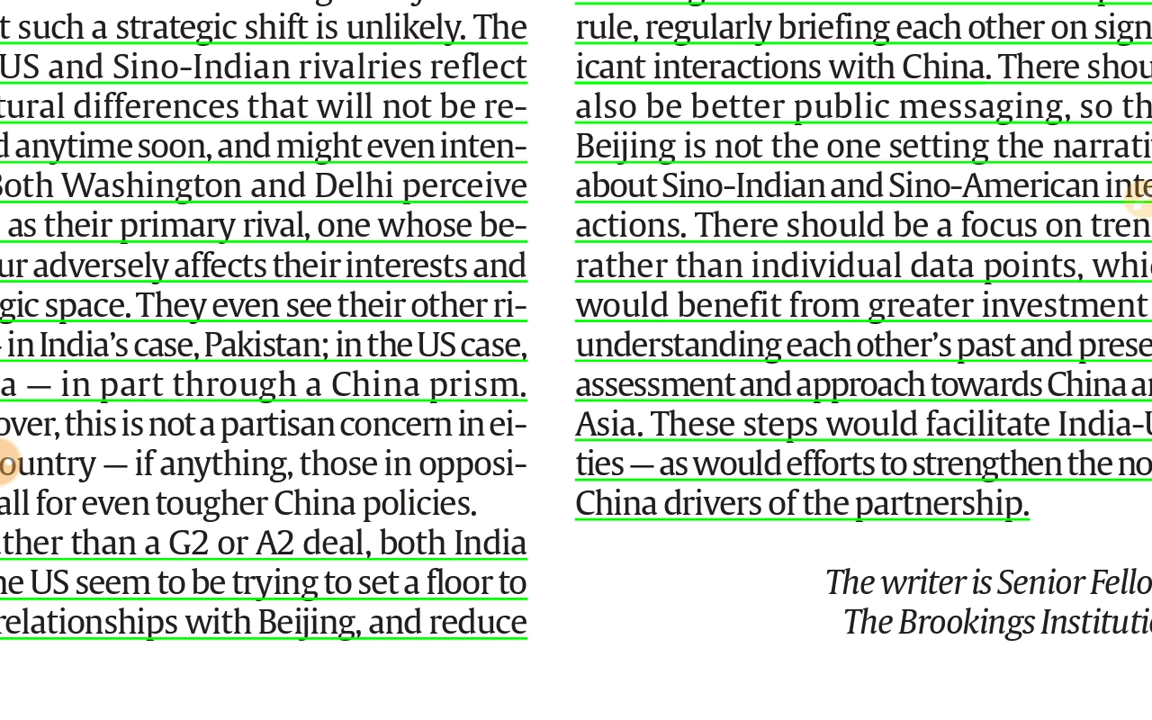 such a strategic shift is unlikely. The
US and Sino-Indian rivalries reflect
tural differences that will not be re-
anytime soon, and might even inten-
Both Washington and Delhi perceive
as their primary rival, one whose be-
ur adversely affects their interests and
gic space. They even see their other ri-
in India's case, Pakistan; in the US case,
a — in part through a China prism.
over, this is not a partisan concern in ei-
ountry — if anything, those in opposi-
all for even tougher China policies.
ther than a G2 or A2 deal, both India
he US seem to be trying to set a floor to
relationships with Beijing, and reduce
rule, regularly briefing each other on sign
icant interactions with China. There shou
also be better public messaging, so th
Beijing is not the one setting the narrati
about Sino-Indian and Sino-American inte
actions. There should be a focus on tren
rather than individual data points, whic
would benefit from greater investment
understanding each other's past and prese
assessment and approach towards China an
Asia. These steps would facilitate India-U
ties — as would efforts to strengthen the no
China drivers of the partnership.
The writer is Senior Fello
The Brookings Instituti